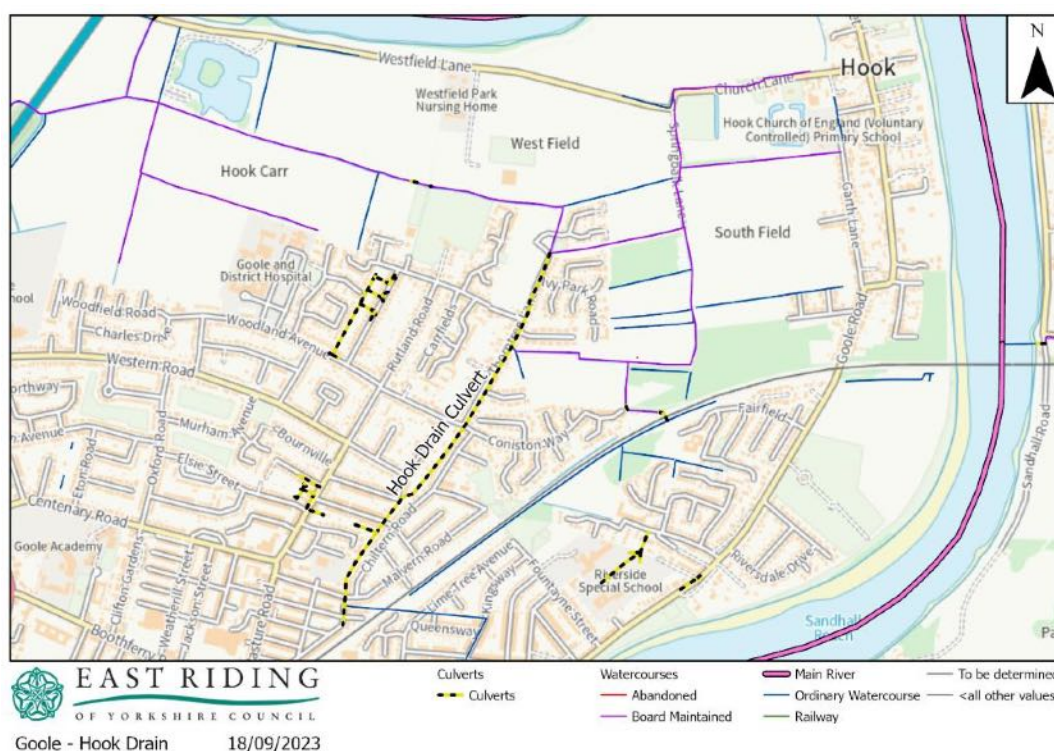 N
Westfield Lane
Westfield Park
Nursing Home
Church Lane
Hook
Hook Church of England (Voluntary
Controlled) Primary School
West Field
Springbank Lane
Hook Carr
Garth Lane
South Field
Goole and
District Hospital
Ivy Park Road
Goole Road
Woodfield Road
Charles Drive
Woodland Avenue
Rutland Road
Carrfields
Western Road
Hook-Drain Culvert
Murham Avenue
Bournville
Coniston Way
Fairfield
Oxford Road
Eton Road
Elsie Street
Sandhall Road
Centenary Road
Goole Academy
Chiltern Road
Malvern Road
Lime Tree Avenue
Kingsway
Fountayne Street
Riverside
Special School
Riversdale Drive
Clifton Gardens
Weatherill Street
Jackson Street
Queensway
Boothferry
Sandhall
Reach
EAST RIDING
OF YORKSHIRE COUNCIL
Goole - Hook Drain 18/09/2023
Culverts
Culverts
Watercourses
Abandoned
Board Maintained
Main River
Ordinary Watercourse
Railway
To be determined
<all other values>